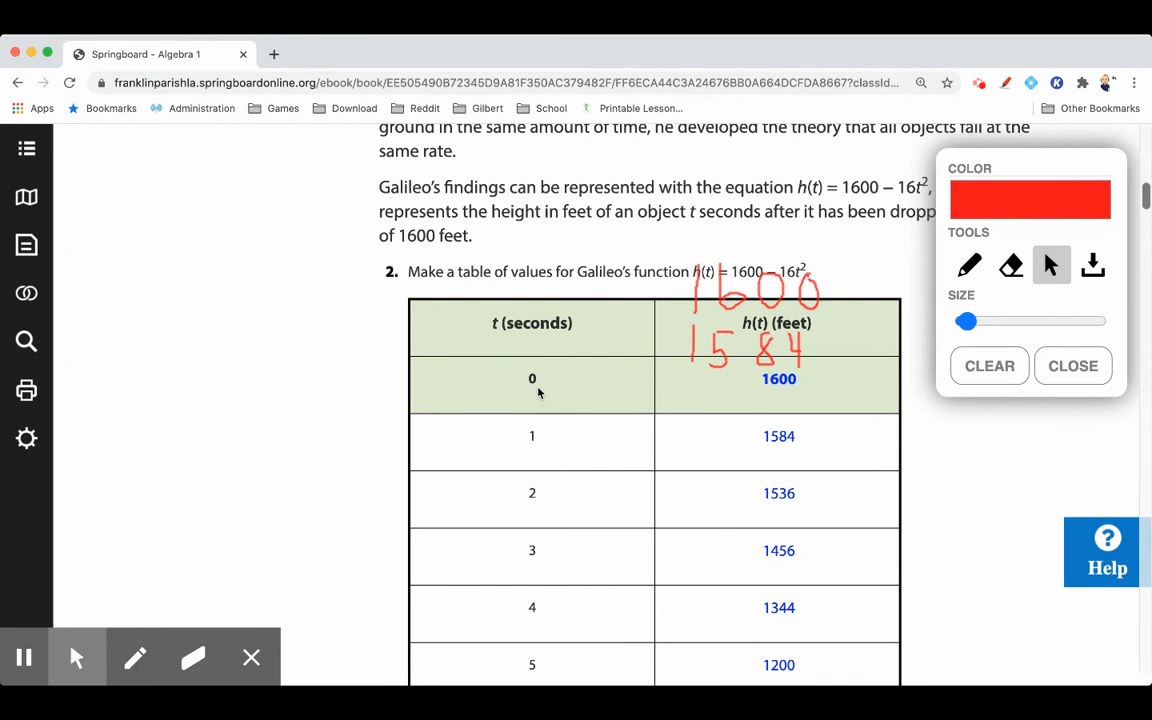 Springboard - Algebra 1
franklinparishla.springboardonline.org/ebook/book/EE505490B72345D9A81F350AC379482F/FF6ECA44C3A24676BB0A664DCFDA8667?classId...
Apps Bookmarks Administration Games Download Reddit Gilbert School Printable Lesson... Other Bookmarks
ground in the same amount of time, he developed the theory that all objects fall at the
same rate.
Galileo's findings can be represented with the equation h(t) = 1600 – 16t²,
represents the height in feet of an object t seconds after it has been dropp
of 1600 feet.
2. Make a table of values for Galileo's function h(t) = 1600 – 16t².
1600
t (seconds) h(t) (feet)
1584
0 1600
1 1584
2 1536
3 1456
4 1344
5 1200
COLOR
TOOLS
SIZE
CLEAR CLOSE
?
Help